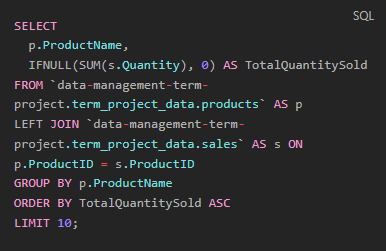 SQL
SELECT
p.ProductName,
IFNULL(SUM(s.Quantity), 0) AS TotalQuantitySold
FROM `data-management-term-
project.term_project_data.products` AS p
LEFT JOIN `data-management-term-
project.term_project_data.sales` AS s ON
p.ProductID = s.ProductID
GROUP BY p.ProductName
ORDER BY TotalQuantitySold ASC
LIMIT 10;